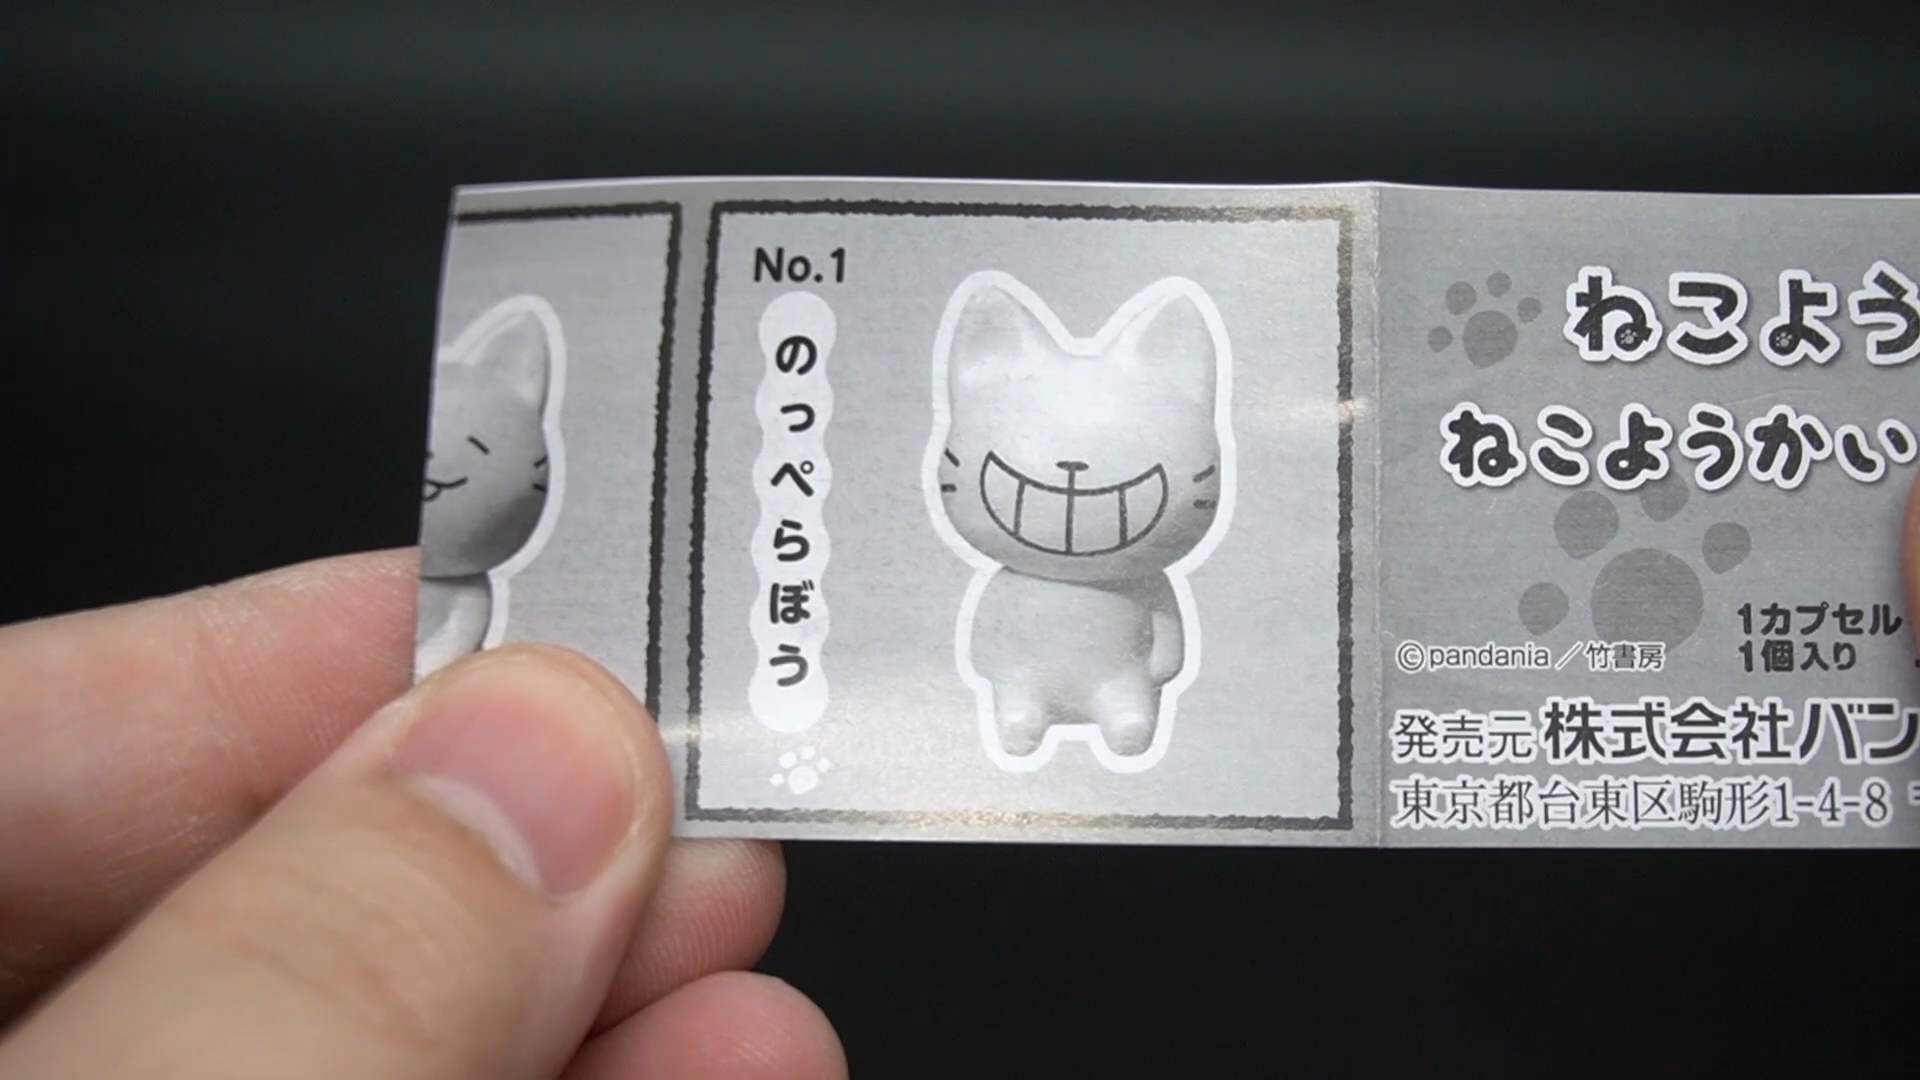 No.1
のっぺらぼう
ねこよう
ねこようかい
©pandania／竹書房
1カプセル
1個入り
発売元 株式会社バン
東京都台東区駒形1-4-8